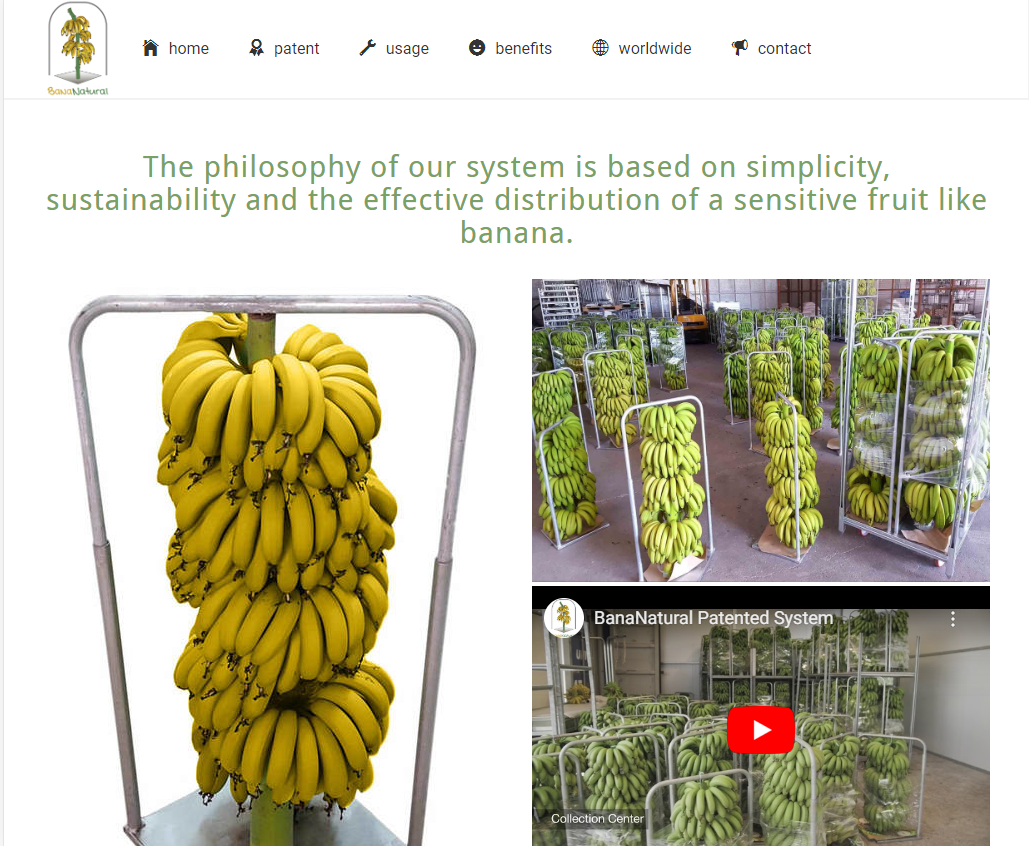 BanaNatural
home
patent
usage
benefits
worldwide
contact
The philosophy of our system is based on simplicity,
sustainability and the effective distribution of a sensitive fruit like
banana.
BanaNatural Patented System
Collection Center